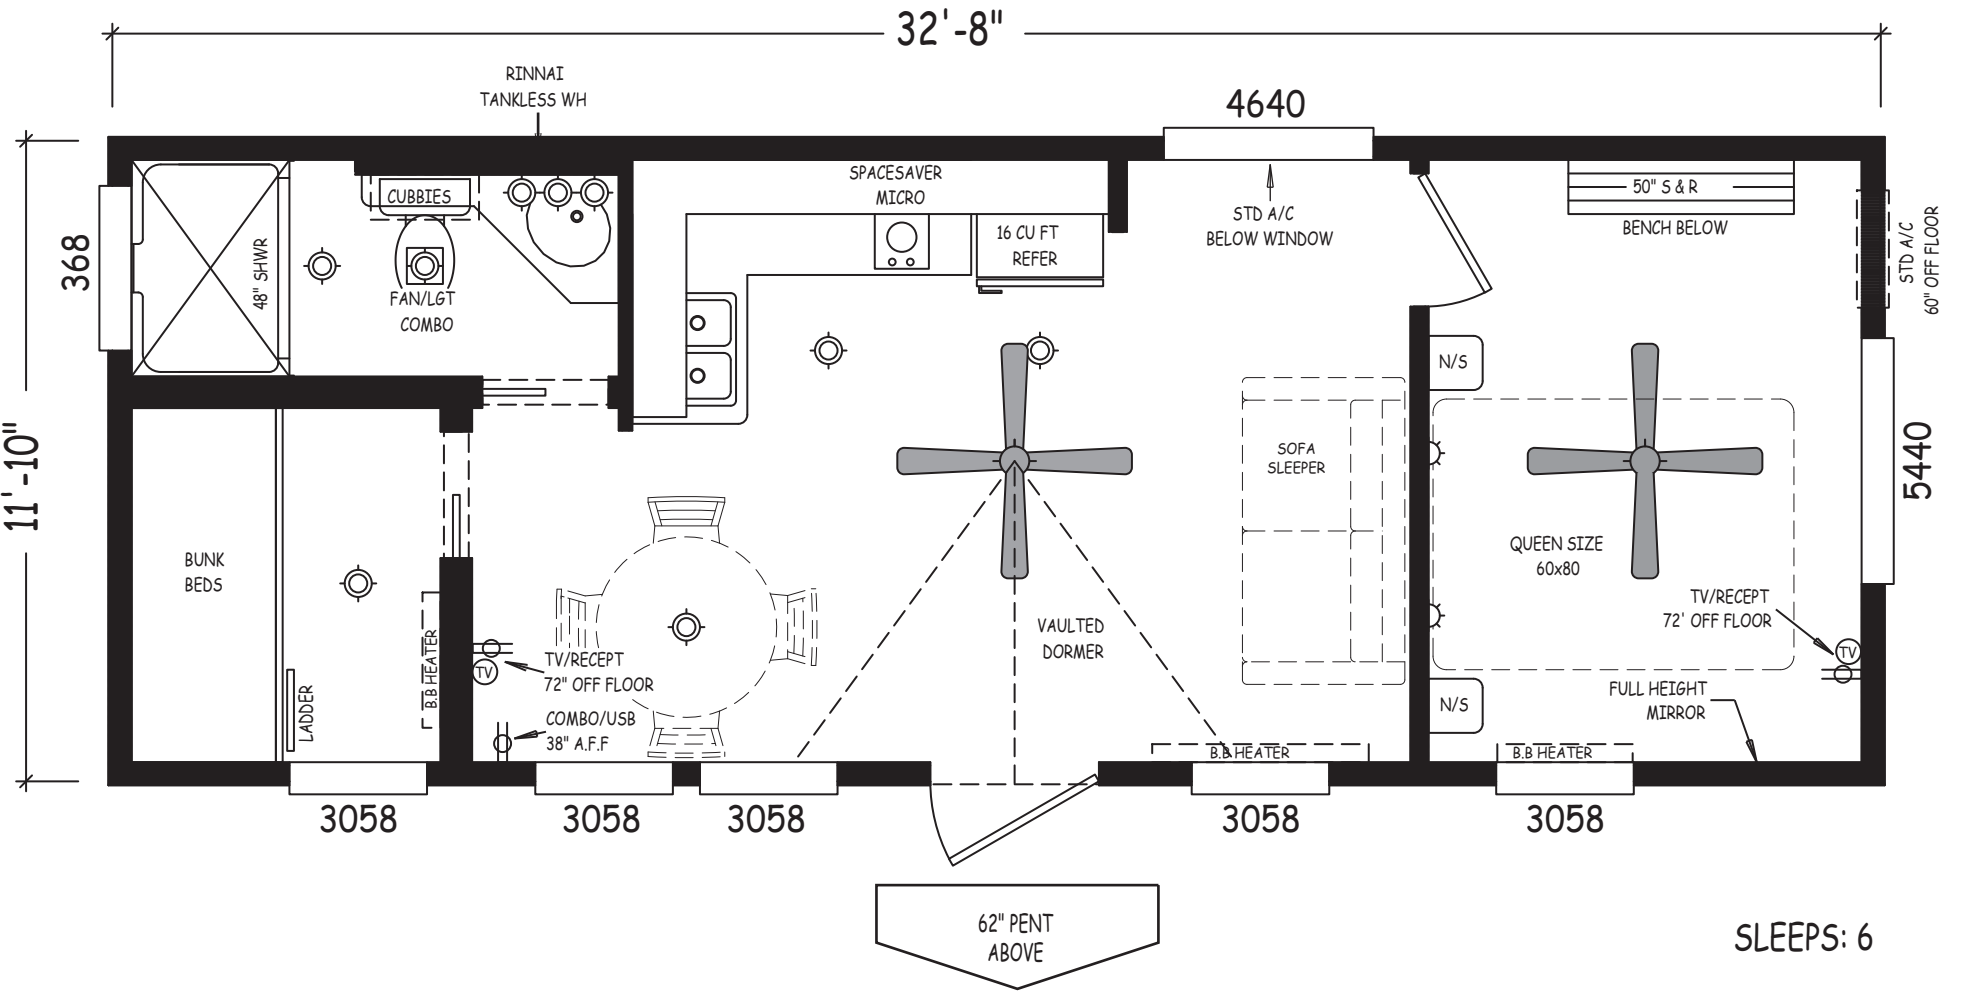 32'-8"
RINNAI
TANKLESS WH
4640
SPACESAVER
MICRO
50" S & R
CUBBIES
BENCH BELOW
STD A/C
BELOW WINDOW
16 CU FT
REFER
STD A/C
60" OFF FLOOR
368
48" SHWR
FAN/LGT
COMBO
N/S
11'-10"
SOFA
SLEEPER
5440
BUNK
BEDS
QUEEN SIZE
60x80
TV/RECEPT
72' OFF FLOOR
VAULTED
DORMER
TV
B.B HEATER
TV/RECEPT
72" OFF FLOOR
TV
LADDER
COMBO/USB
38" A.F.F
FULL HEIGHT
MIRROR
N/S
B.B HEATER
B.B HEATER
3058
3058
3058
3058
3058
62" PENT
ABOVE
SLEEPS: 6